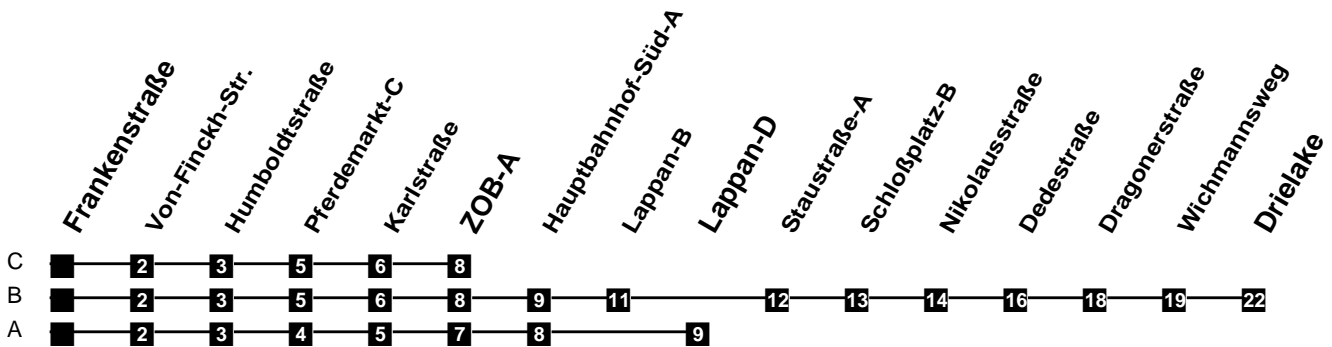 Frankenstraße
Von-Finckh-Str.
Humboldtstraße
Pferdemarkt-C
Karlstraße
ZOB-A
Hauptbahnhof-Süd-A
Lappan-B
Lappan-D
Staustraße-A
Schloßplatz-B
Nikolausstraße
Dedestraße
Dragonerstraße
Wichmannsweg
Drielake
C 2 3 5 6 8
B 2 3 5 6 8 9 11 12 13 14 16 18 19 22
A 2 3 4 5 7 8 9